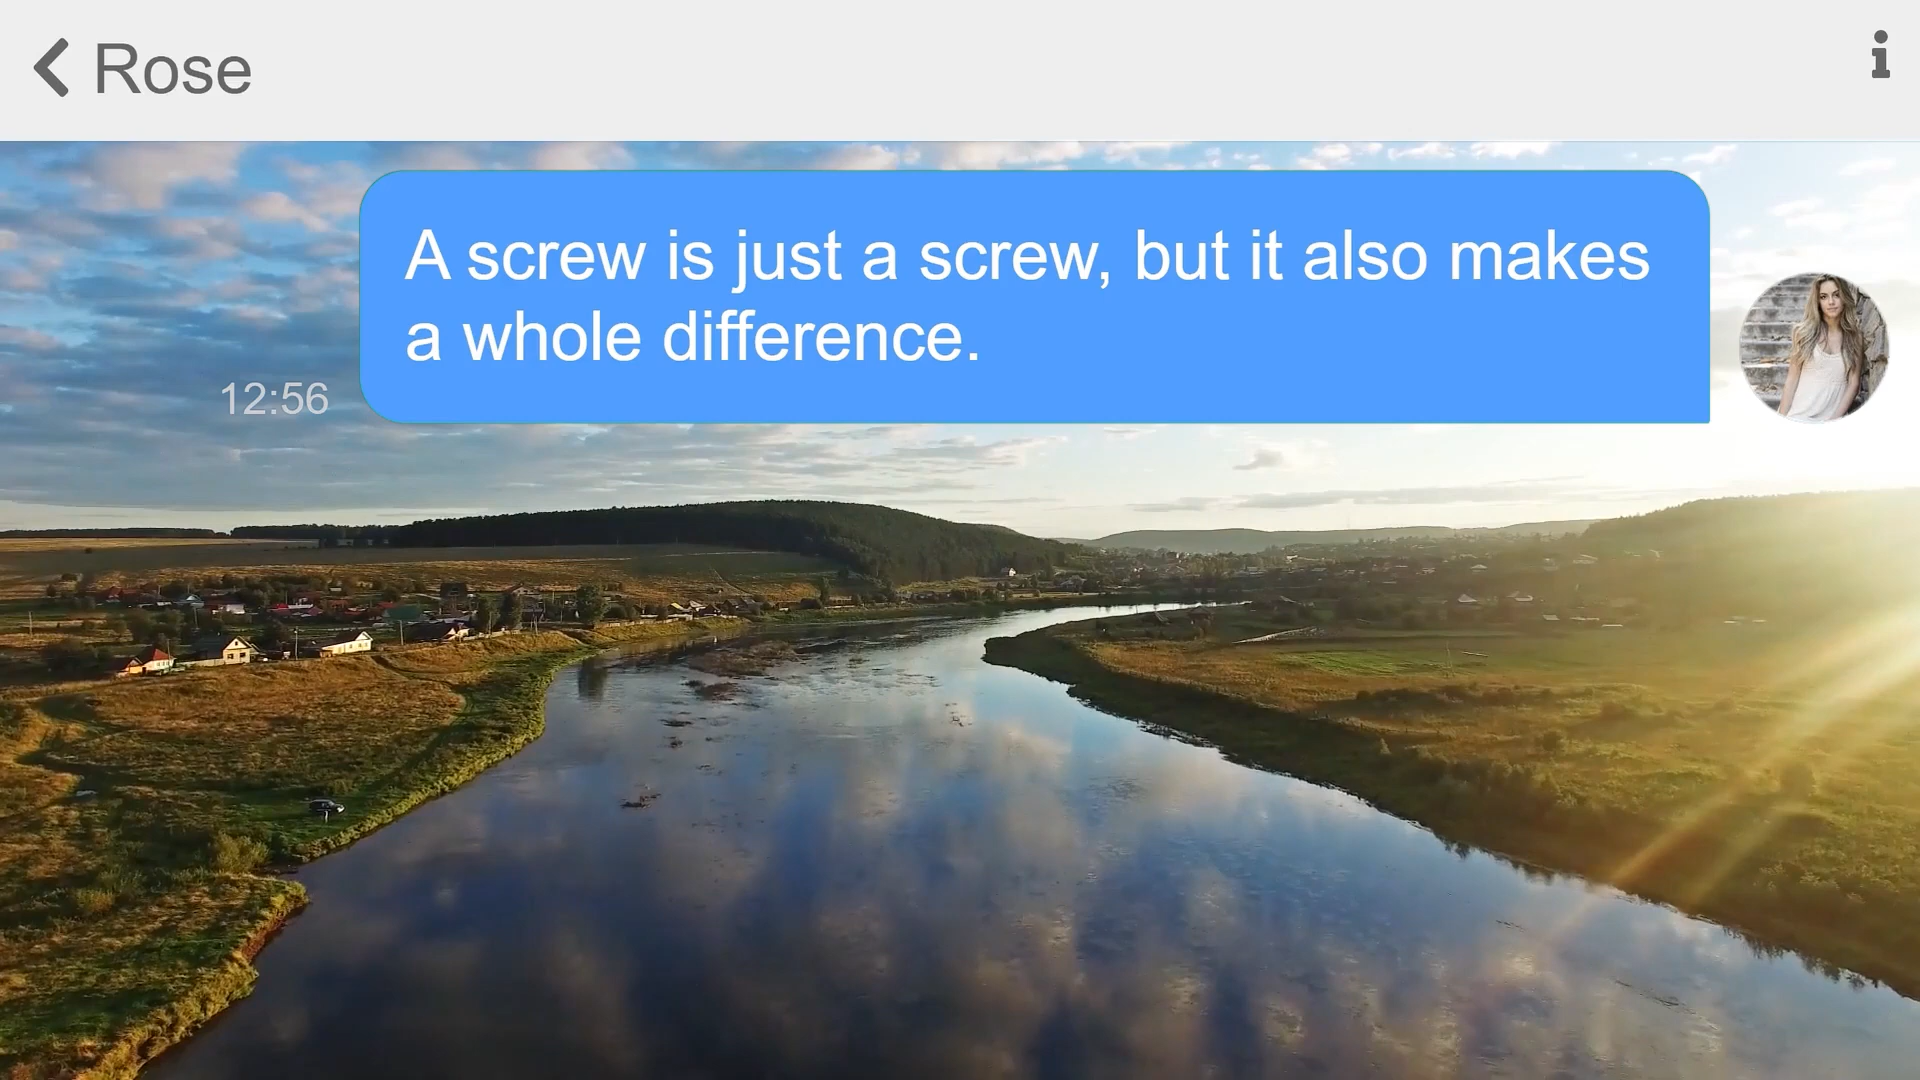 Rose
A screw is just a screw, but it also makes
a whole difference.
12:56